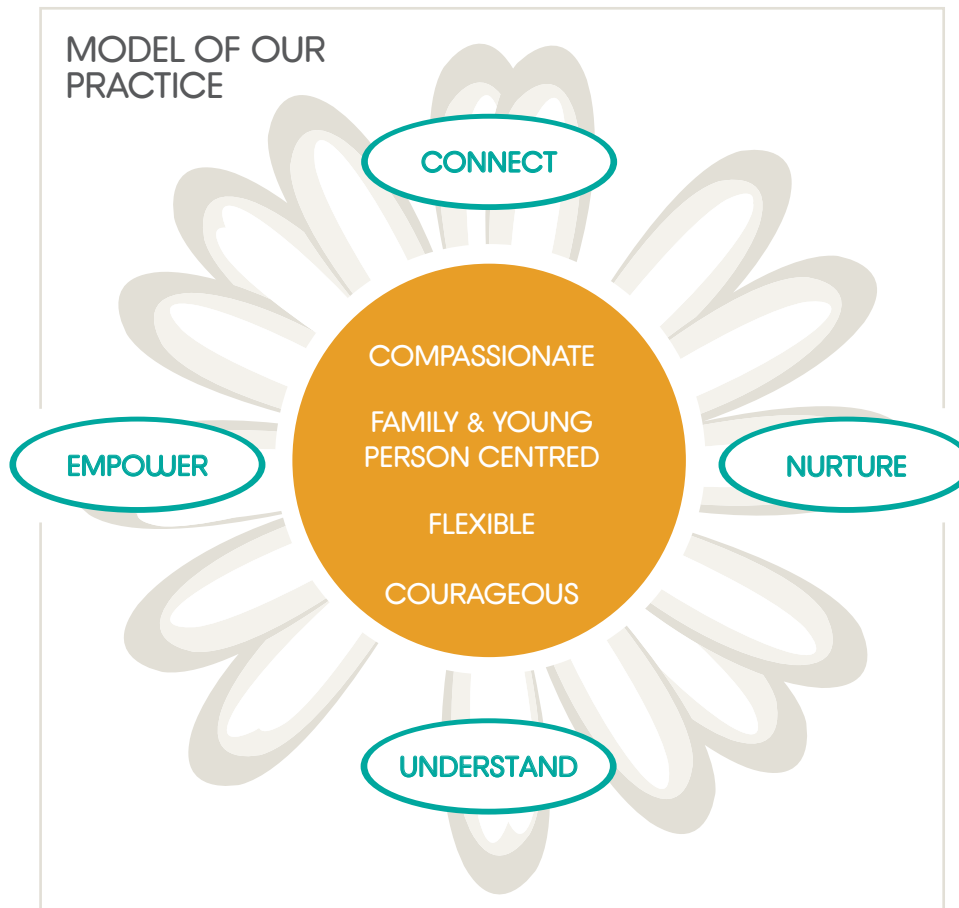 MODEL OF OUR
PRACTICE
CONNECT
COMPASSIONATE
FAMILY & YOUNG
PERSON CENTRED
EMPOWER
NURTURE
FLEXIBLE
COURAGEOUS
UNDERSTAND